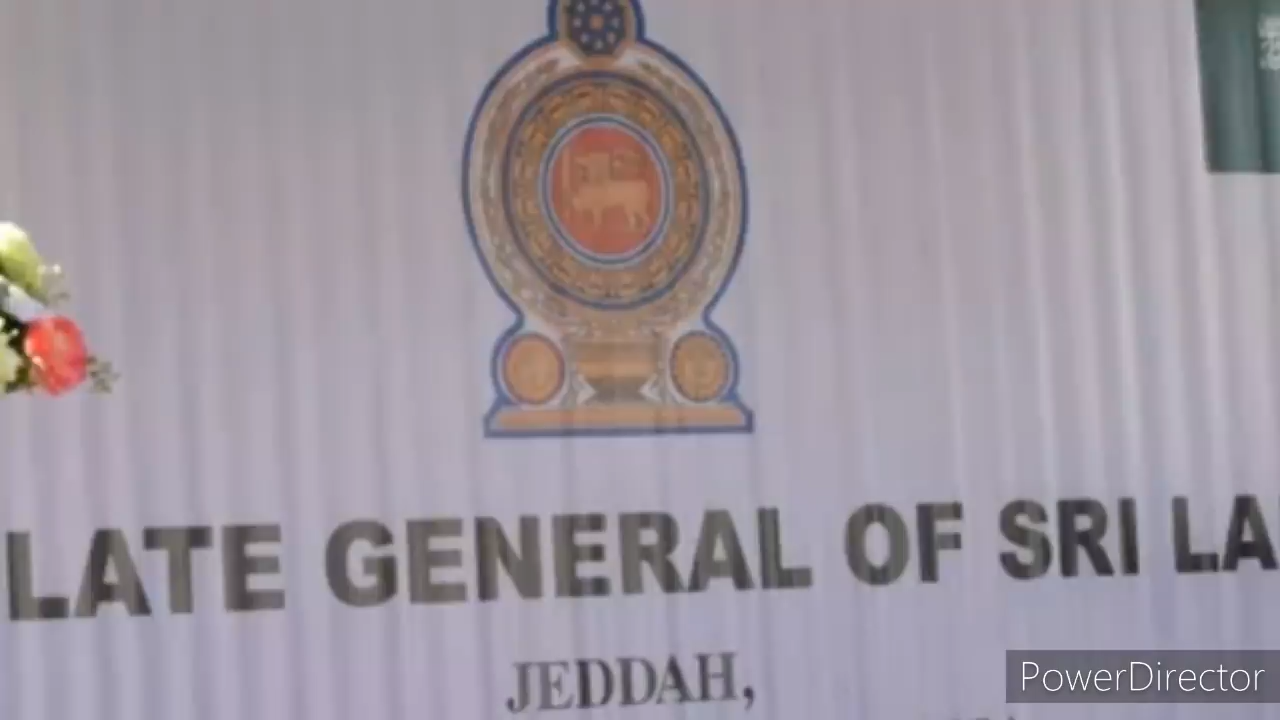 LATE GENERAL OF SRI LA
JEDDAH,
PowerDirector